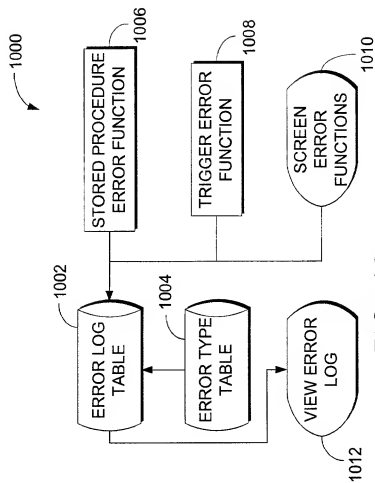 1000
1006
STORED PROCEDURE
ERROR FUNCTION
1008
TRIGGER ERROR
FUNCTION
1010
SCREEN
ERROR
FUNCTIONS
1002
ERROR LOG
TABLE
1004
ERROR TYPE
TABLE
VIEW ERROR
LOG
1012